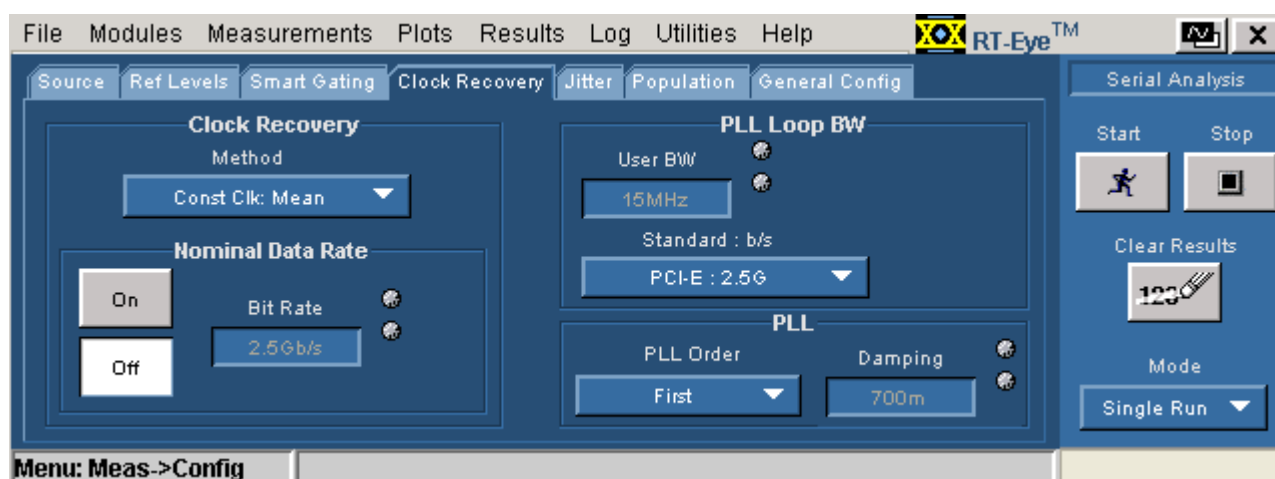 File Modules Measurements Plots Results Log Utilities Help RT-Eye™
Source Ref Levels Smart Gating Clock Recovery Jitter Population General Config
Clock Recovery
Method
Const Clk: Mean
Nominal Data Rate
On
Off
Bit Rate
2.5Gb/s
PLL Loop BW
User BW
15MHz
Standard : b/s
PCI-E : 2.5G
PLL
PLL Order
First
Damping
700m
Serial Analysis
Start Stop
Clear Results
123
Mode
Single Run
Menu: Meas->Config